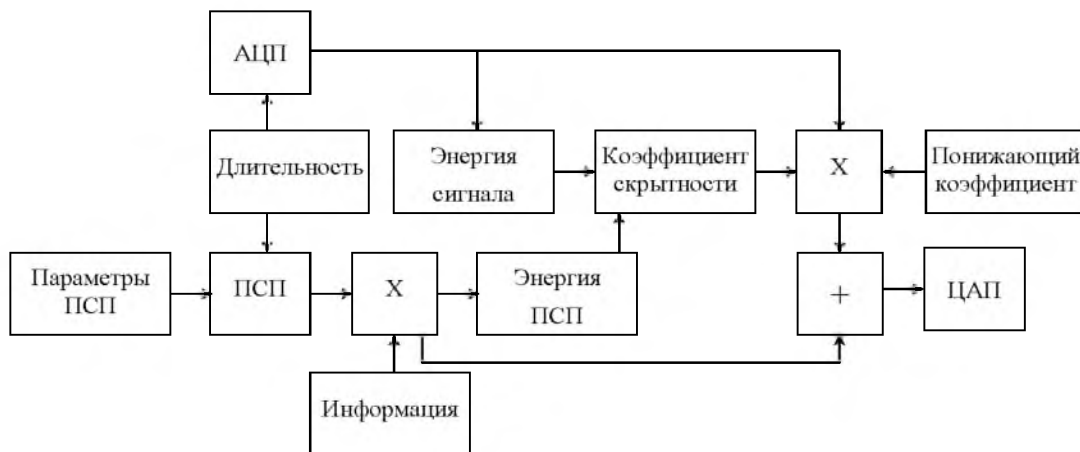 АЦП
Длительность
Энергия
сигнала
Коэффициент
скрытности
X
Понижающий
коэффициент
Параметры
ПСП
ПСП
X
Энергия
ПСП
+
ЦАП
Информация